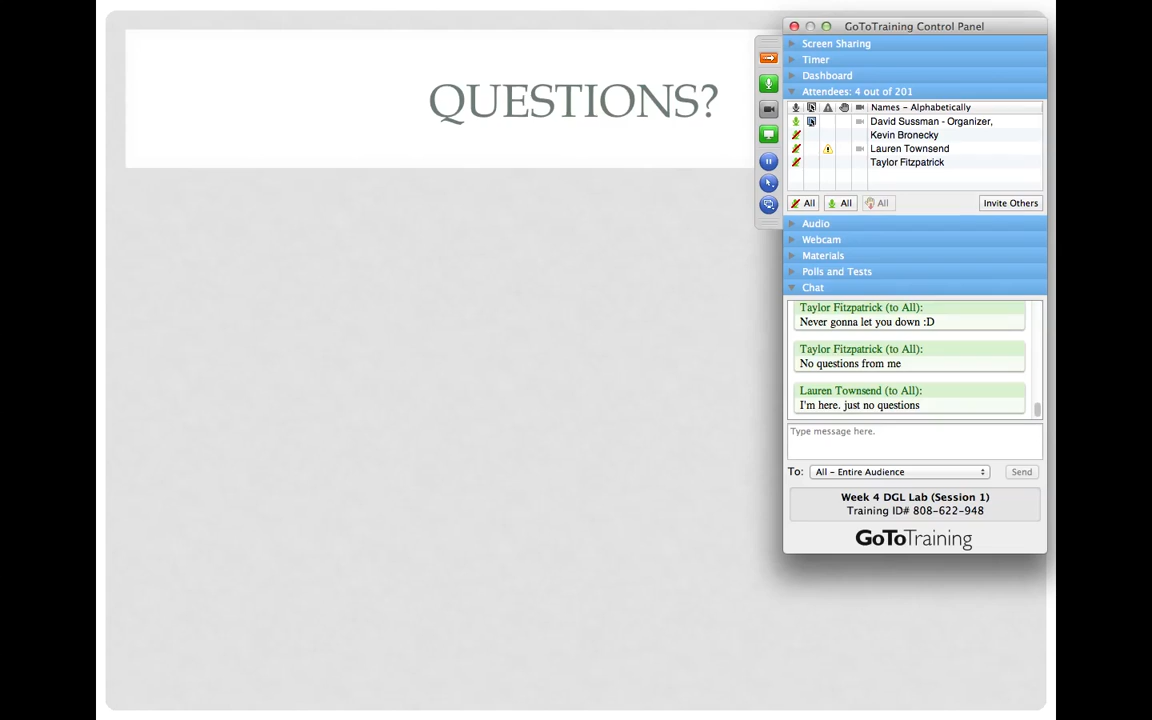 QUESTIONS?
GoToTraining Control Panel
Screen Sharing
Timer
Dashboard
Attendees: 4 out of 201
Names - Alphabetically
David Sussman - Organizer,
Kevin Bronecky
Lauren Townsend
Taylor Fitzpatrick
All
All
All
Invite Others
Audio
Webcam
Materials
Polls and Tests
Chat
Taylor Fitzpatrick (to All):
Never gonna let you down :D
Taylor Fitzpatrick (to All):
No questions from me
Lauren Townsend (to All):
I'm here. just no questions
Type message here.
To: All - Entire Audience Send
Week 4 DGL Lab (Session 1)
Training ID# 808-622-948
GoToTraining